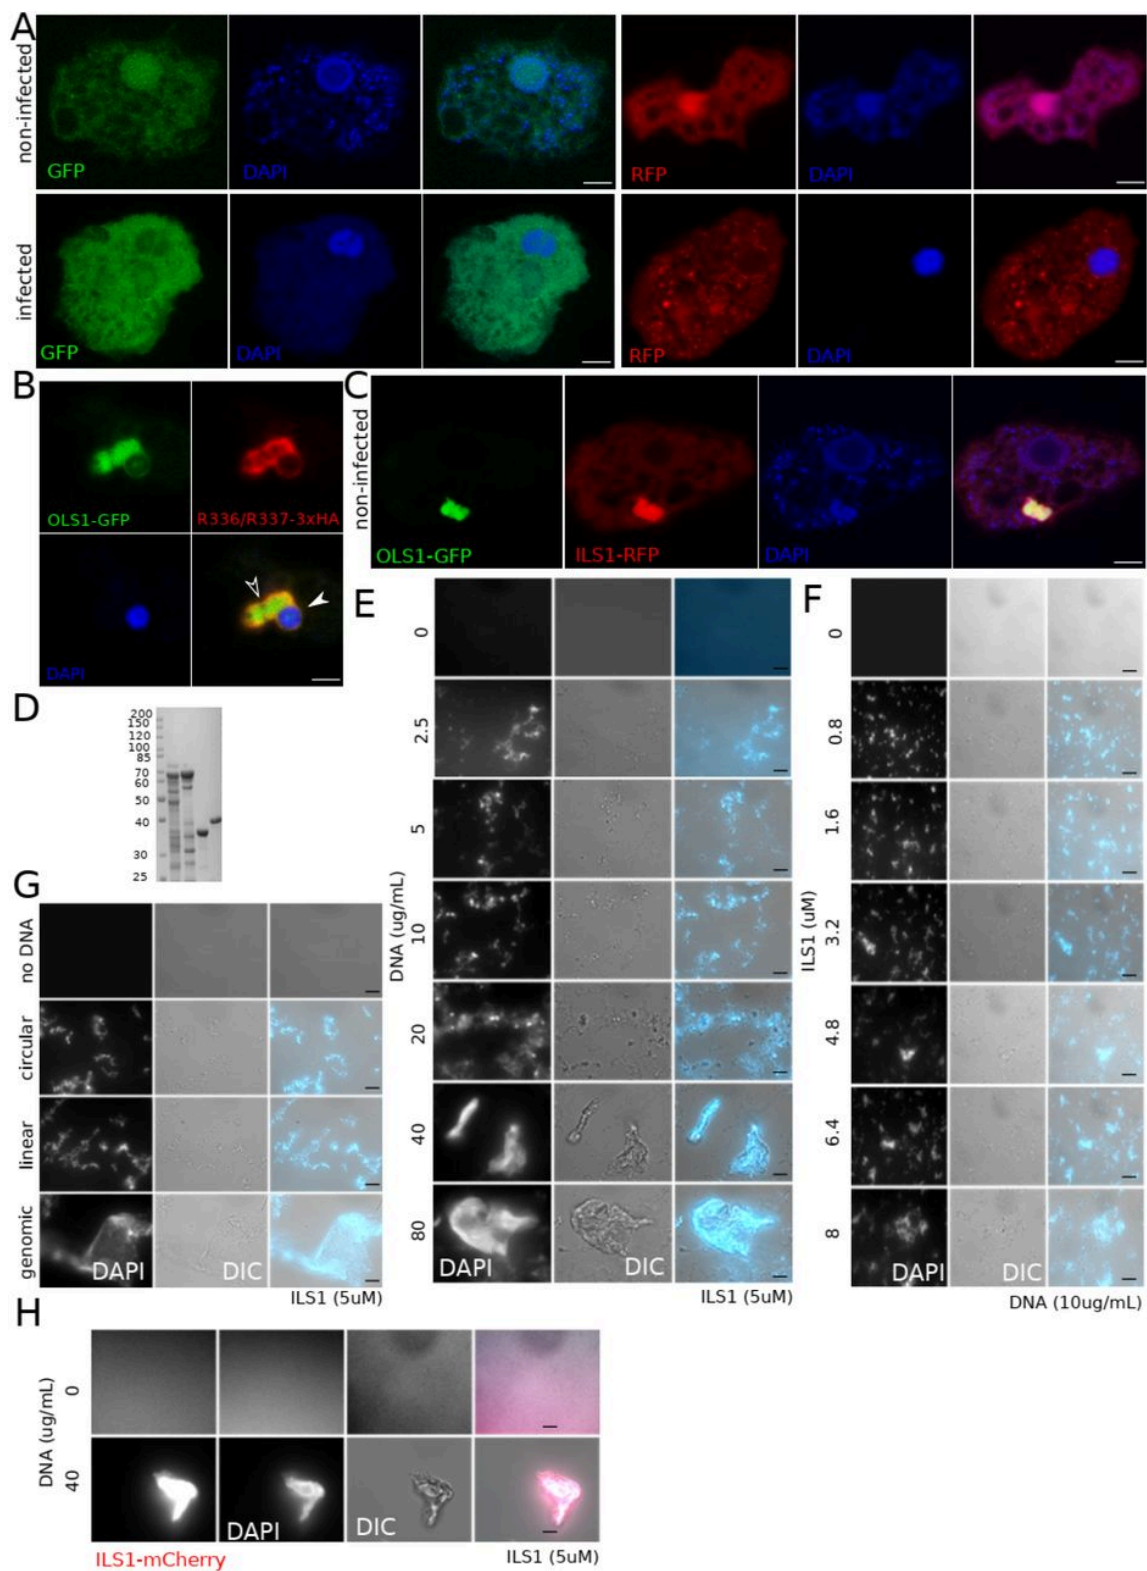 A
non-infected
GFP
DAPI
RFP
DAPI
infected
GFP
DAPI
RFP
DAPI
B
OLS1-GFP
R336/R337-3xHA
DAPI
C
non-infected
OLS1-GFP
ILS1-RFP
DAPI
D
200
150
120
100
85
70
60
50
40
30
25
E
DNA (ug/mL)
0
2.5
5
10
20
40
80
DAPI
DIC
ILS1 (5uM)
F
ILS1 (uM)
0
0.8
1.6
3.2
4.8
6.4
8
DAPI
DIC
DNA (10ug/mL)
G
no DNA
circular
linear
genomic
DAPI
DIC
ILS1 (5uM)
H
DNA (ug/mL)
0
40
DAPI
DIC
ILS1-mCherry
ILS1 (5uM)